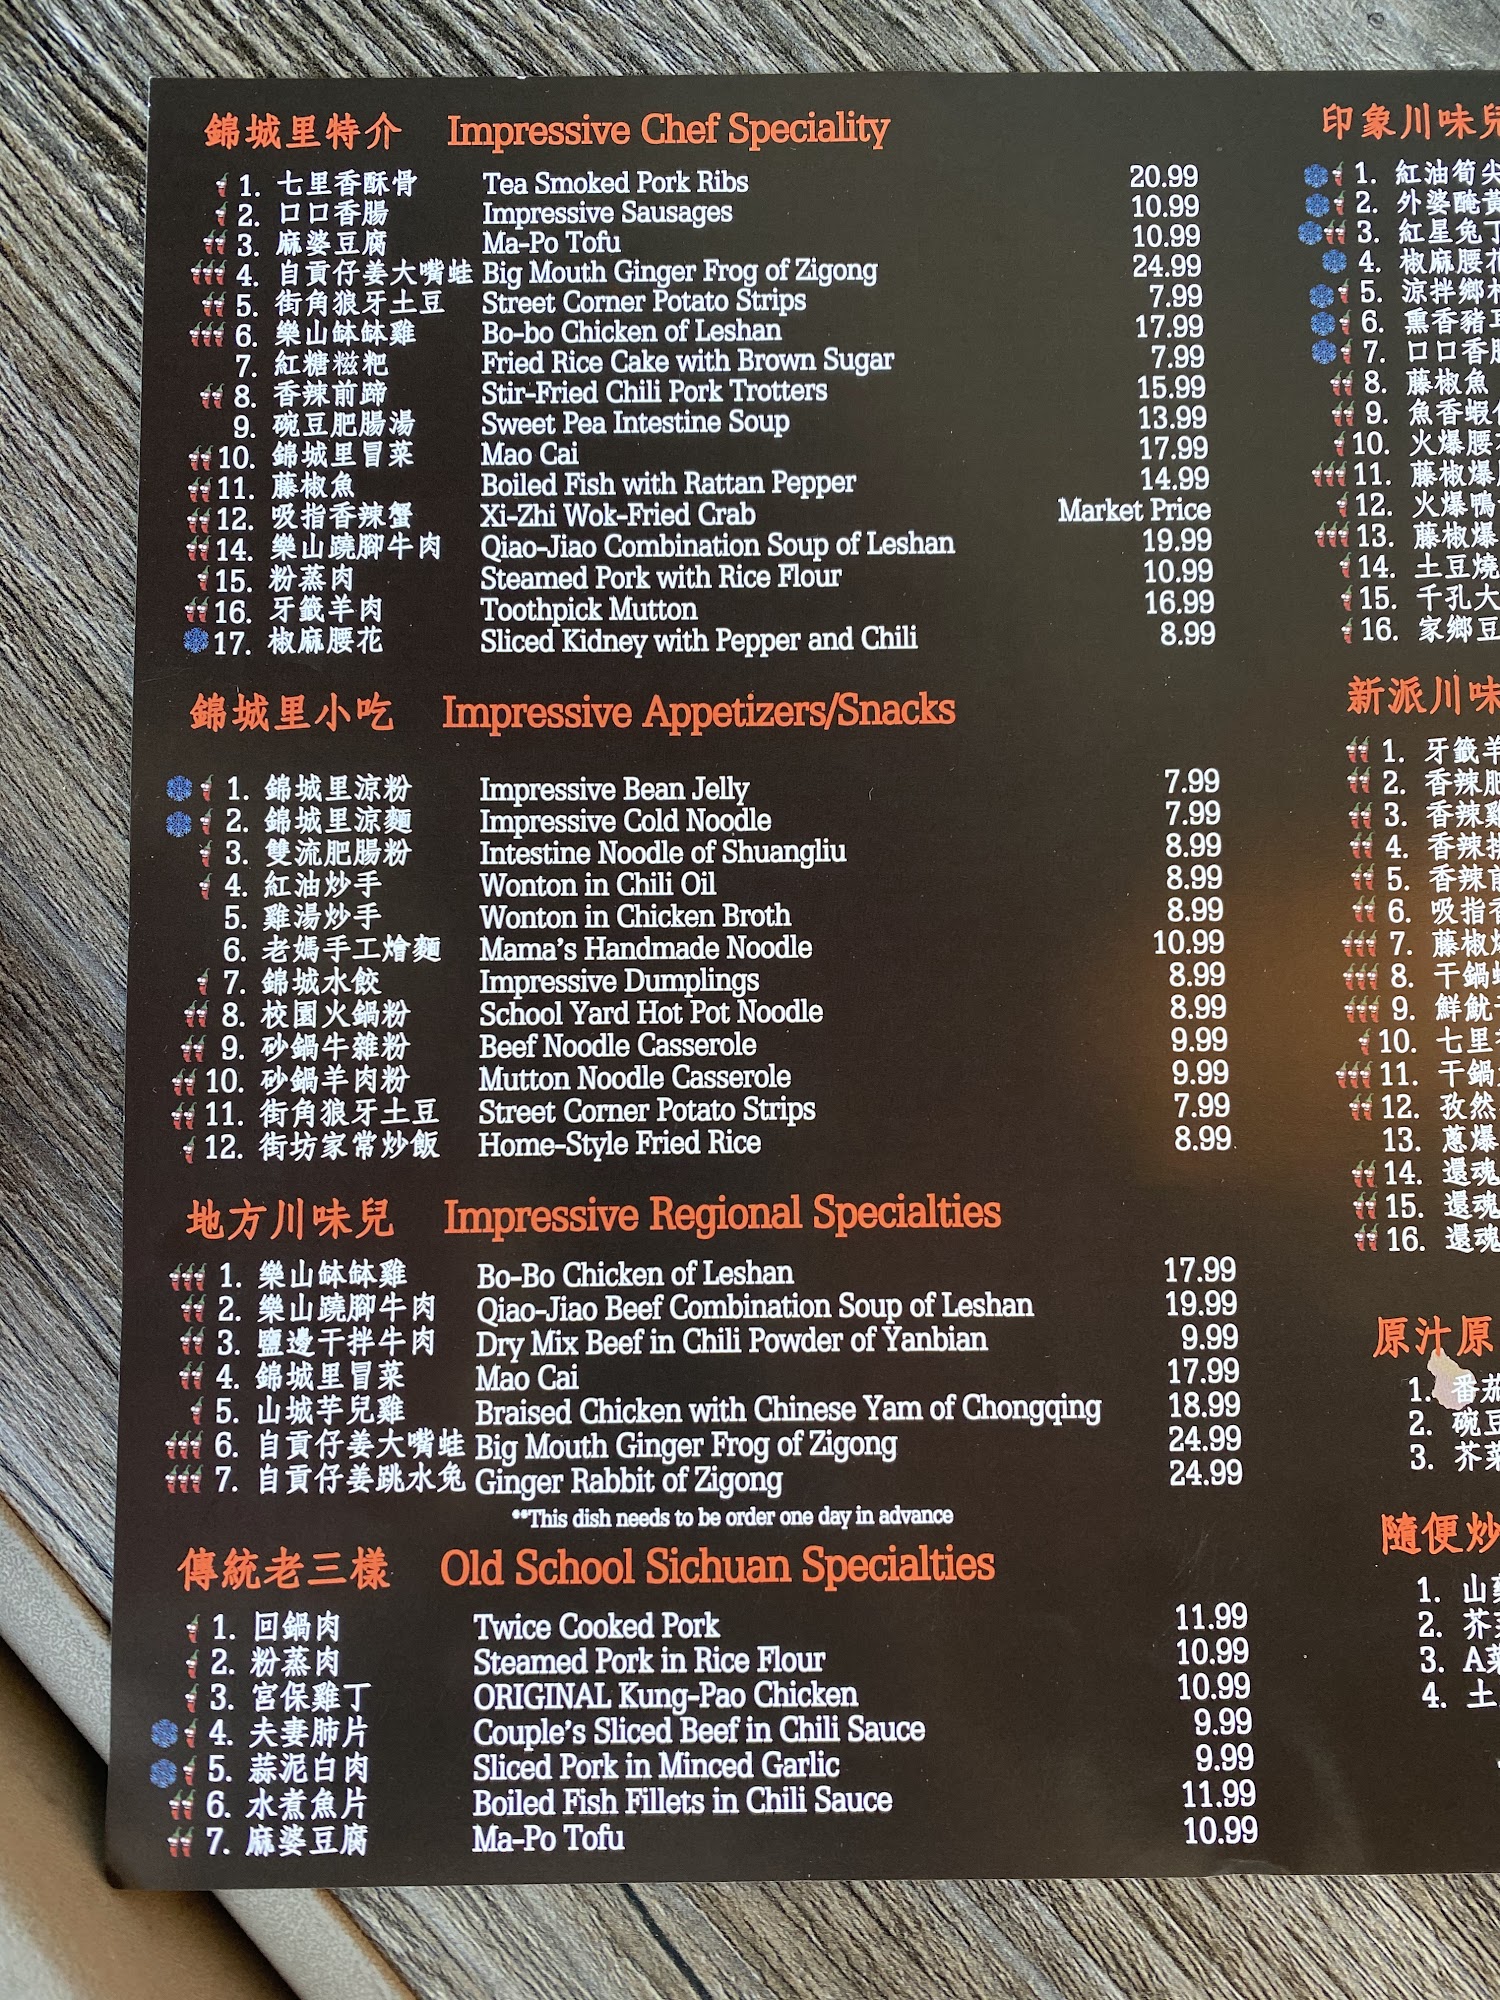 錦城里特介 Impressive Chef Speciality
1. 七里香酥骨 Tea Smoked Pork Ribs 20.99
2. 口口香腸 Impressive Sausages 10.99
3. 麻婆豆腐 Ma-Po Tofu 10.99
4. 自貢仔姜大嘴蛙 Big Mouth Ginger Frog of Zigong 24.99
5. 街角狼牙土豆 Street Corner Potato Strips 7.99
6. 樂山缽缽雞 Bo-bo Chicken of Leshan 17.99
7. 紅糖糍粑 Fried Rice Cake with Brown Sugar 7.99
8. 香辣前蹄 Stir-Fried Chili Pork Trotters 15.99
9. 碗豆肥腸湯 Sweet Pea Intestine Soup 13.99
10. 錦城里冒菜 Mao Cai 17.99
11. 藤椒魚 Boiled Fish with Rattan Pepper 14.99
12. 吸指香辣蟹 Xi-Zhi Wok-Fried Crab Market Price
14. 樂山蹺腳牛肉 Qiao-Jiao Combination Soup of Leshan 19.99
15. 粉蒸肉 Steamed Pork with Rice Flour 10.99
16. 牙籤羊肉 Toothpick Mutton 16.99
17. 椒麻腰花 Sliced Kidney with Pepper and Chili 8.99
錦城里小吃 Impressive Appetizers/Snacks
1. 錦城里涼粉 Impressive Bean Jelly 7.99
2. 錦城里涼麵 Impressive Cold Noodle 7.99
3. 雙流肥腸粉 Intestine Noodle of Shuangliu 8.99
4. 紅油炒手 Wonton in Chili Oil 8.99
5. 雞湯炒手 Wonton in Chicken Broth 8.99
6. 老媽手工燴麵 Mama's Handmade Noodle 10.99
7. 錦城水餃 Impressive Dumplings 8.99
8. 校園火鍋粉 School Yard Hot Pot Noodle 8.99
9. 砂鍋牛雜粉 Beef Noodle Casserole 9.99
10. 砂鍋羊肉粉 Mutton Noodle Casserole 9.99
11. 街角狼牙土豆 Street Corner Potato Strips 7.99
12. 街坊家常炒飯 Home-Style Fried Rice 8.99
地方川味兒 Impressive Regional Specialties
1. 樂山缽缽雞 Bo-Bo Chicken of Leshan 17.99
2. 樂山蹺腳牛肉 Qiao-Jiao Beef Combination Soup of Leshan 19.99
3. 鹽邊干拌牛肉 Dry Mix Beef in Chili Powder of Yanbian 9.99
4. 錦城里冒菜 Mao Cai 17.99
5. 山城芋兒雞 Braised Chicken with Chinese Yam of Chongqing 18.99
6. 自貢仔姜大嘴蛙 Big Mouth Ginger Frog of Zigong 24.99
7. 自貢仔姜跳水兔 Ginger Rabbit of Zigong 24.99
**This dish needs to be order one day in advance
傳統老三樣 Old School Sichuan Specialties
1. 回鍋肉 Twice Cooked Pork 11.99
2. 粉蒸肉 Steamed Pork in Rice Flour 10.99
3. 宮保雞丁 ORIGINAL Kung-Pao Chicken 10.99
4. 夫妻肺片 Couple's Sliced Beef in Chili Sauce 9.99
5. 蒜泥白肉 Sliced Pork in Minced Garlic 9.99
6. 水煮魚片 Boiled Fish Fillets in Chili Sauce 11.99
7. 麻婆豆腐 Ma-Po Tofu 10.99
印象川味兒
1. 紅油筍尖
2. 外婆醃黃
3. 紅星兔丁
4. 椒麻腰花
5. 涼拌鄉
6. 熏香豬耳
7. 口口香腸
8. 藤椒魚
9. 魚香蝦
10. 火爆腰
11. 藤椒爆
12. 火爆鴨
13. 藤椒爆
14. 土豆燒
15. 千孔大
16. 家鄉豆
新派川味
1. 牙籤羊
2. 香辣肥
3. 香辣雞
4. 香辣排
5. 香辣前
6. 吸指香
7. 藤椒
8. 干鍋
9. 鮮魷
10. 七里香
11. 干鍋
12. 孜然
13. 蔥爆
14. 還魂
15. 還魂
16. 還魂
原汁原
1. 番茄
2. 碗豆
3. 芥菜
隨便炒
1. 山藥
2. 芥菜
3. A菜
4. 土